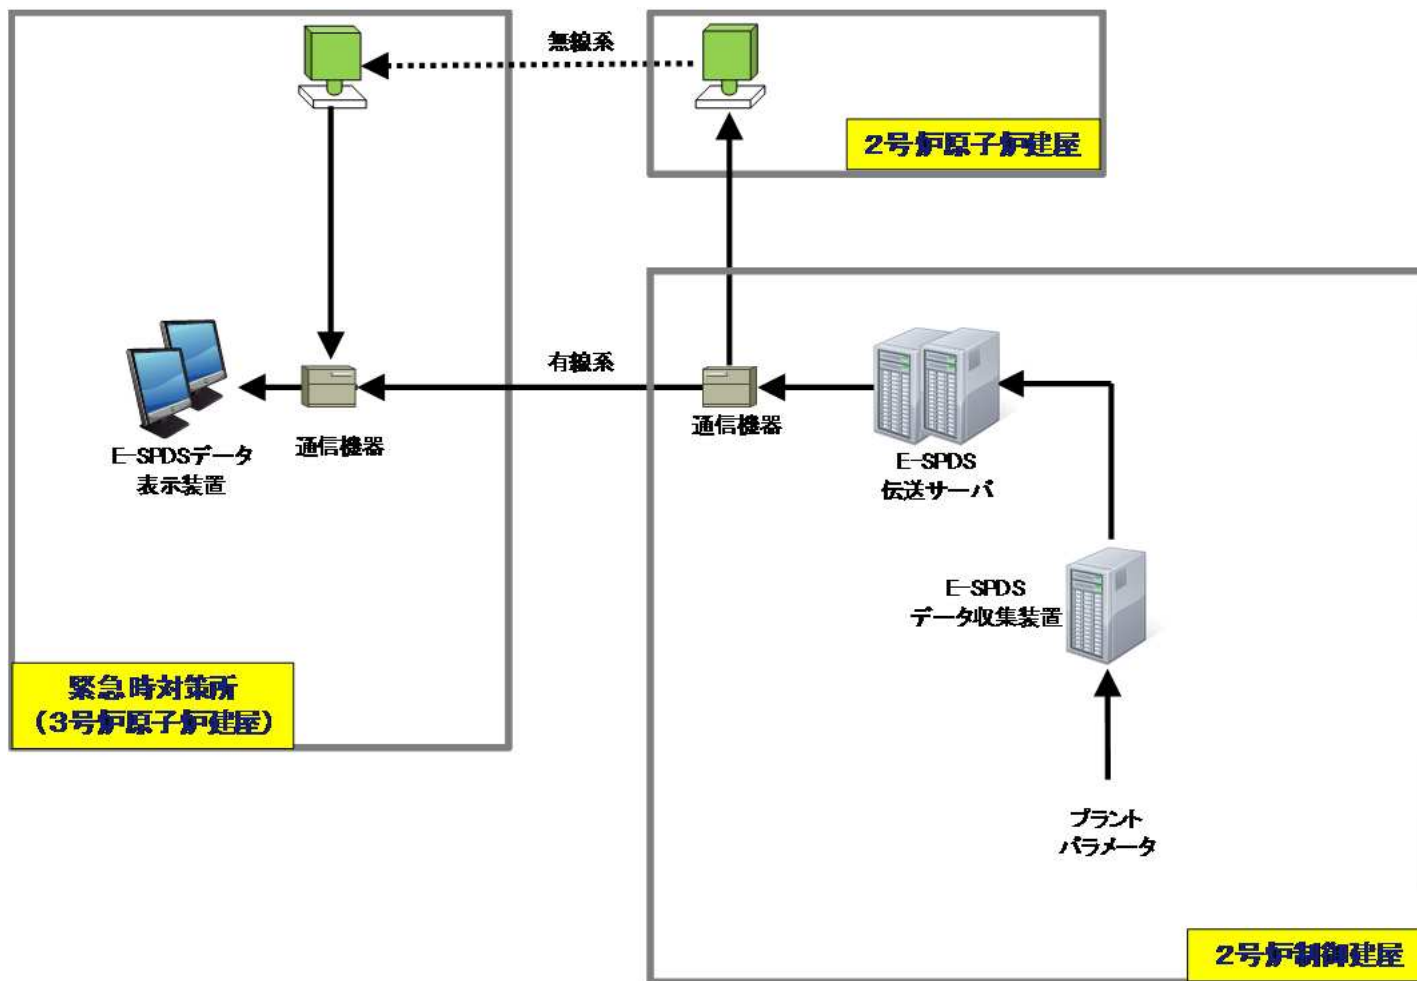 無線系
2号炉原子炉建屋
有線系
E-SPDSデータ
表示装置
通信機器
通信機器
E-SPDS
伝送サーバ
E-SPDS
データ収集装置
緊急時対策所
(3号炉原子炉建屋)
プラント
パラメータ
2号炉制御建屋